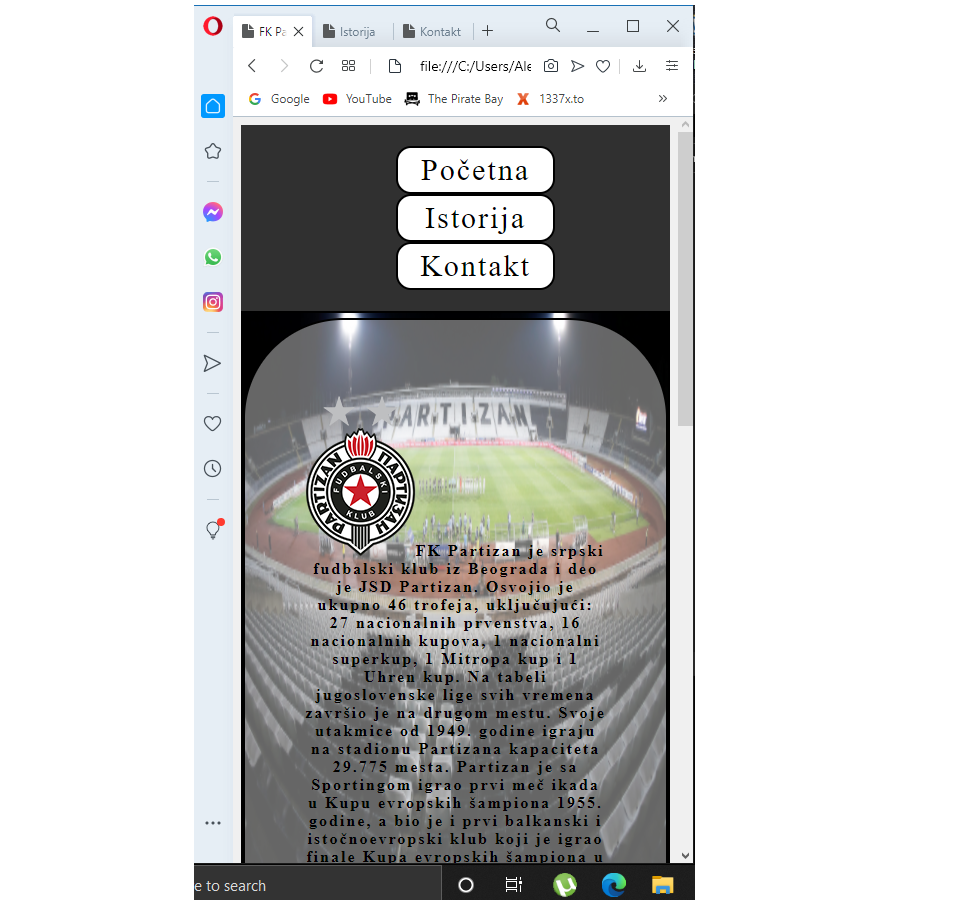 FK Pa
Istorija
Kontakt
file:///C:/Users/Ale
Google
YouTube
The Pirate Bay
1337x.to
»
Početna
Istorija
Kontakt
PARTIZAN
PARTIZAN ПАРТИЗАН
FUDBALSKI
KLUB
FK Partizan je srpski
fudbalski klub iz Beograda i deo
je JSD Partizan. Osvojio je
ukupno 46 trofeja, uključujući:
27 nacionalnih prvenstva, 16
nacionalnih kupova, 1 nacionalni
superkup, 1 Mitropa kup i 1
Uhren kup. Na tabeli
jugoslovenske lige svih vremena
završio je na drugom mestu. Svoje
utakmice od 1949. godine igraju
na stadionu Partizana kapaciteta
29.775 mesta. Partizan je sa
Sportingom igrao prvi meč ikada
u Kupu evropskih šampiona 1955.
godine, a bio je i prvi balkanski i
istočnoevropski klub koji je igrao
finale Kupa evropskih šampiona u
e to search